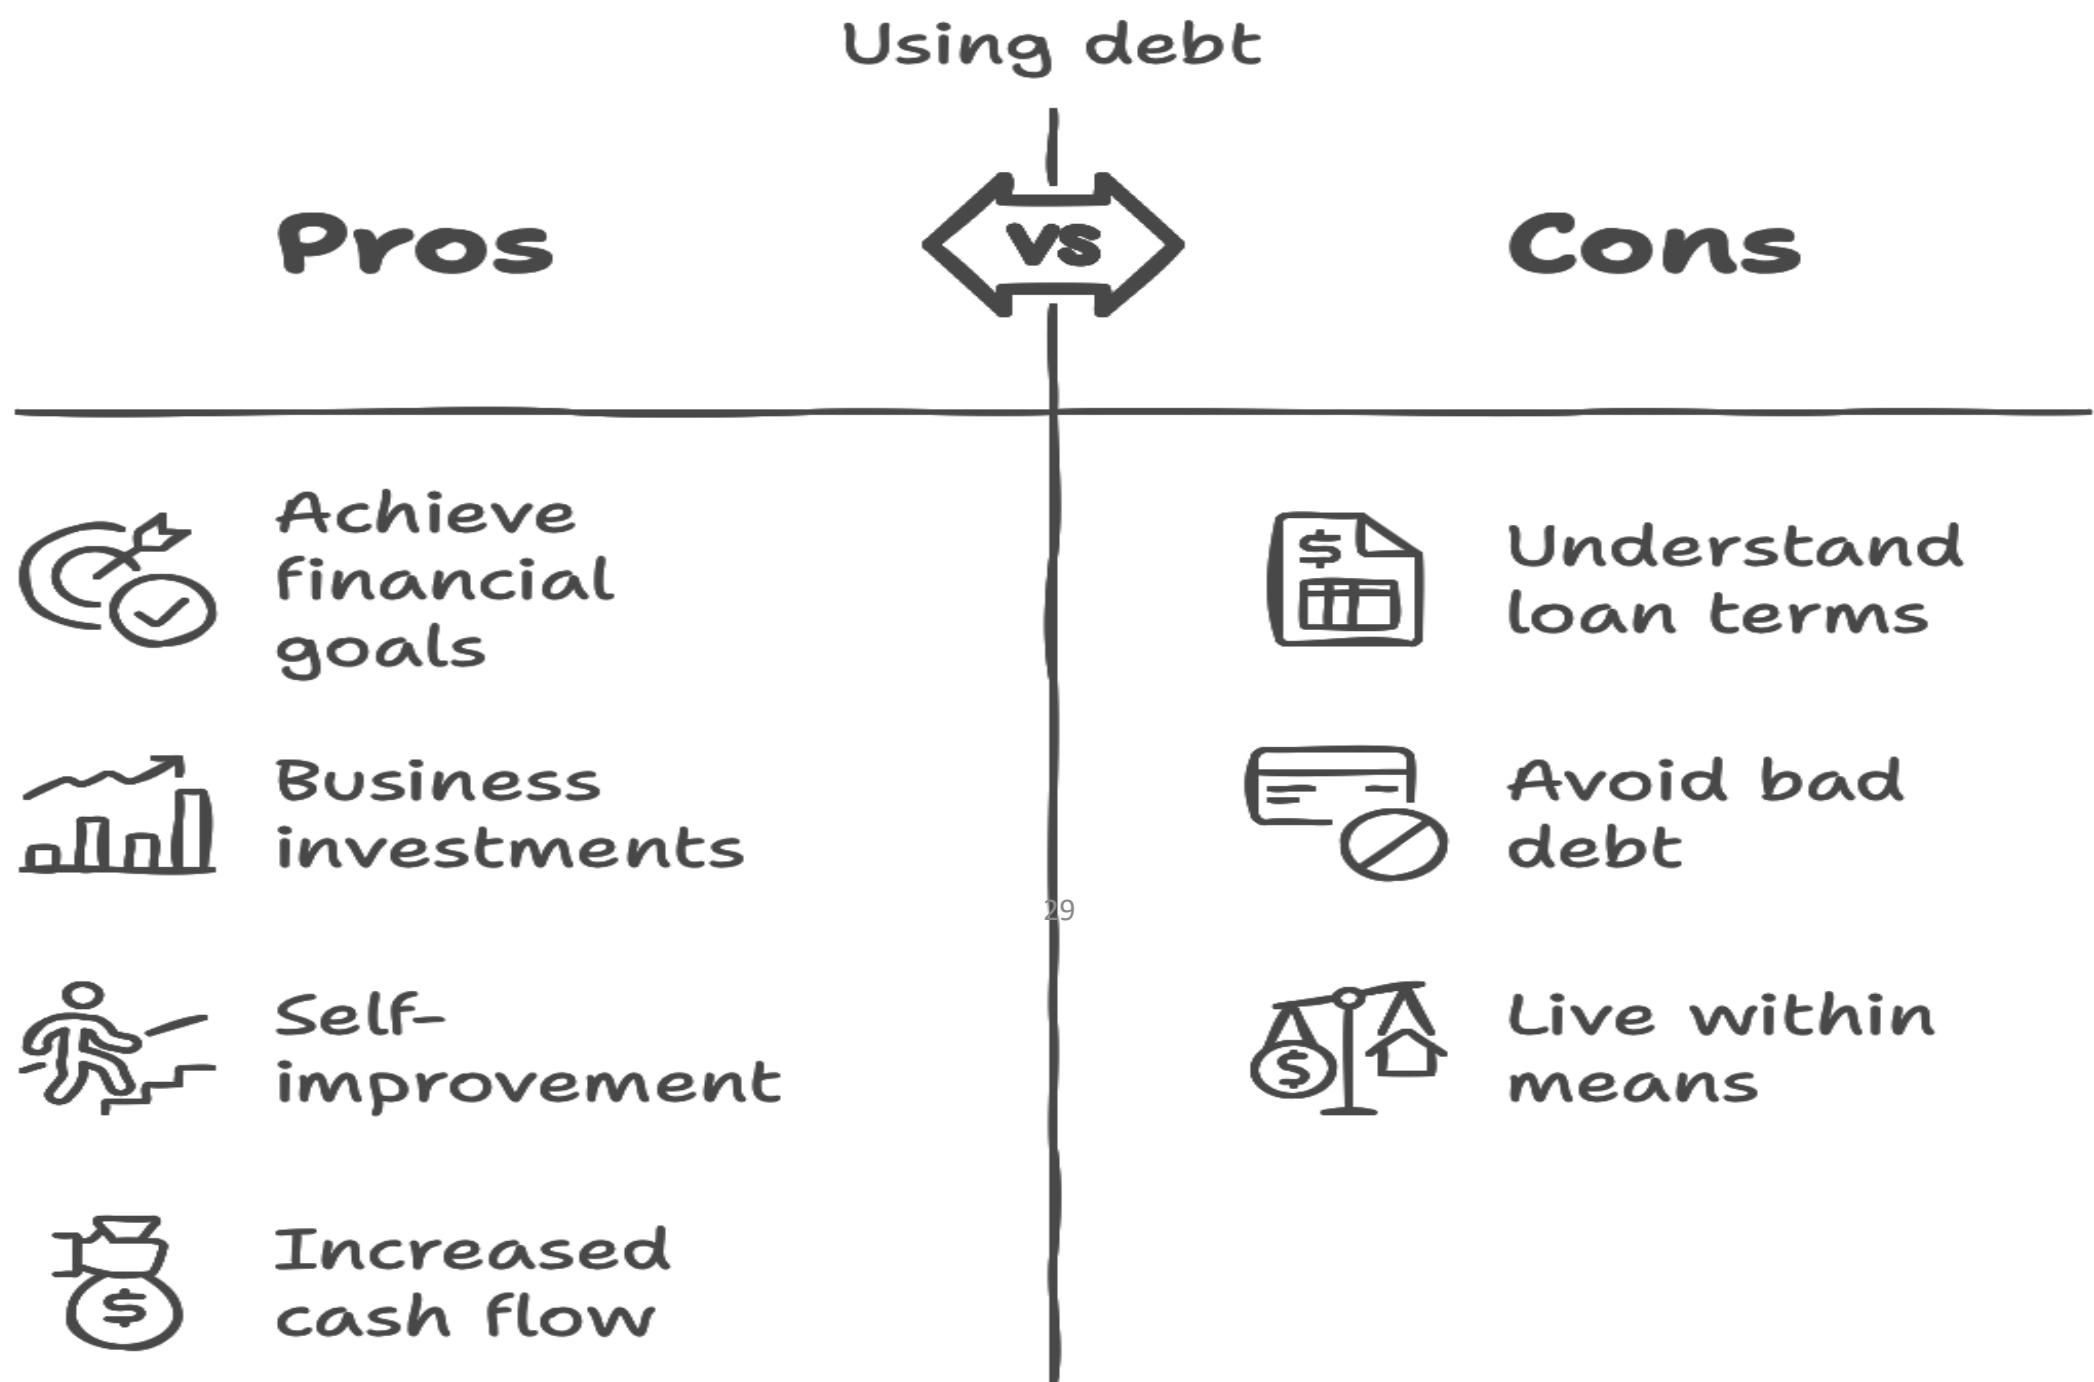 Using debt
Pros
vs
Cons
Achieve
financial
goals
Business
investments
Self-
improvement
Increased
cash flow
$
$
Understand
loan terms
Avoid bad
debt
Live within
means
$
29